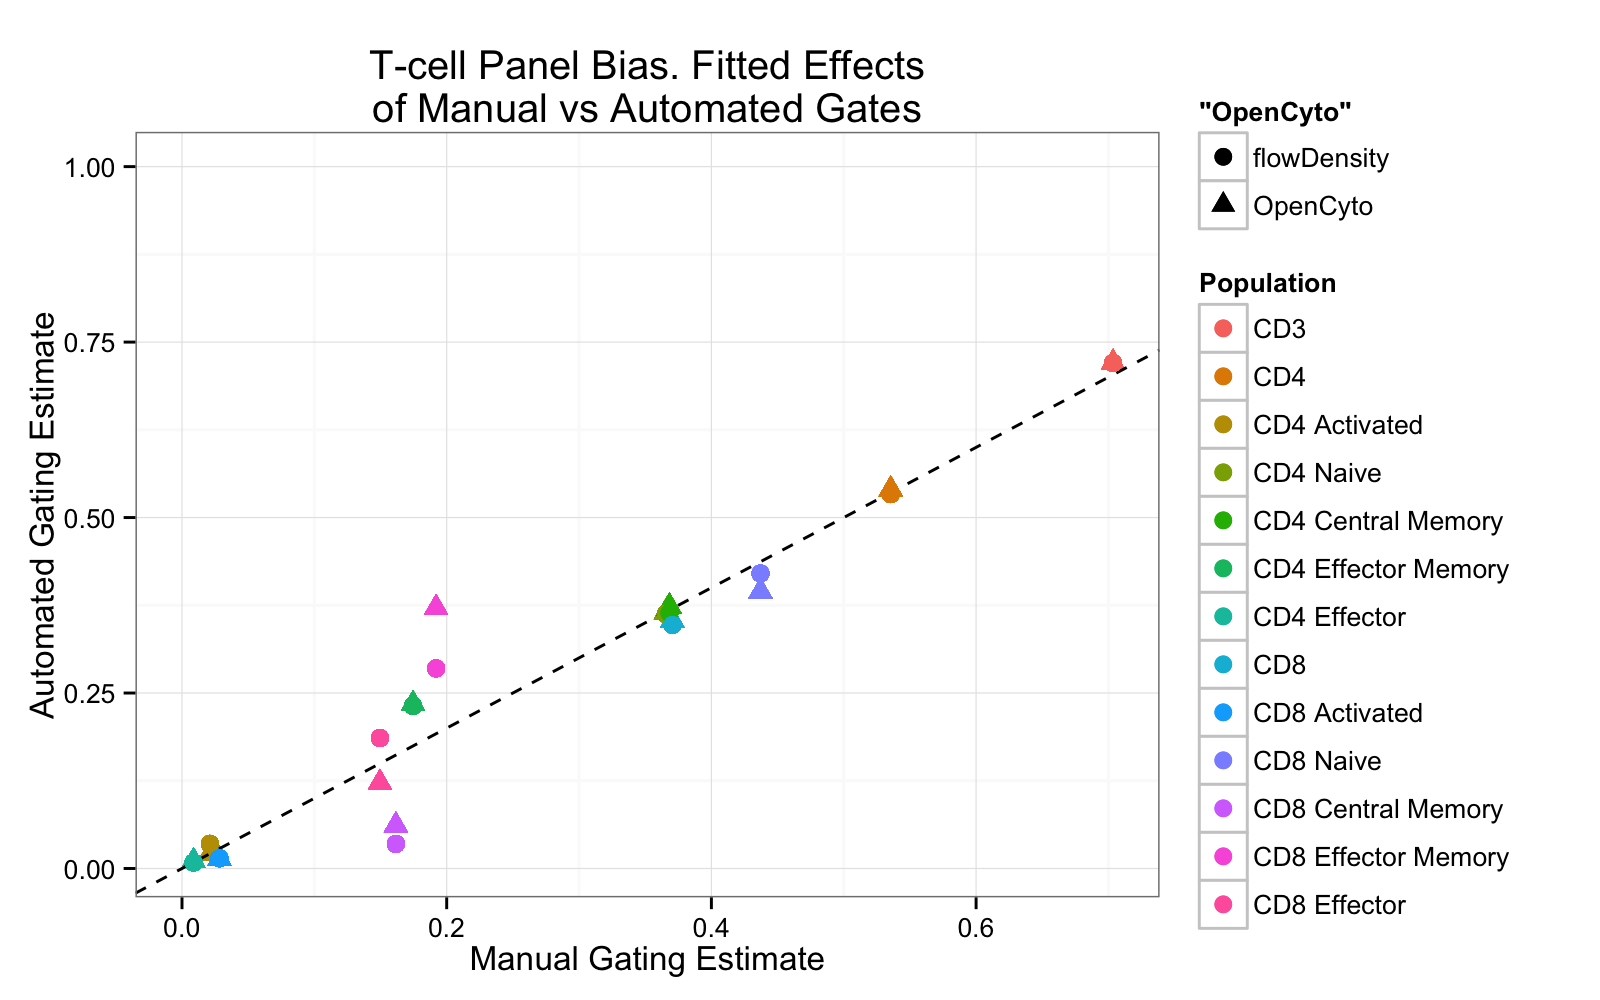 T-cell Panel Bias. Fitted Effects
of Manual vs Automated Gates
Automated Gating Estimate
1.00
0.75
0.50
0.25
0.00
0.0
0.2
0.4
0.6
Manual Gating Estimate
"OpenCyto"
flowDensity
OpenCyto
Population
CD3
CD4
CD4 Activated
CD4 Naive
CD4 Central Memory
CD4 Effector Memory
CD4 Effector
CD8
CD8 Activated
CD8 Naive
CD8 Central Memory
CD8 Effector Memory
CD8 Effector